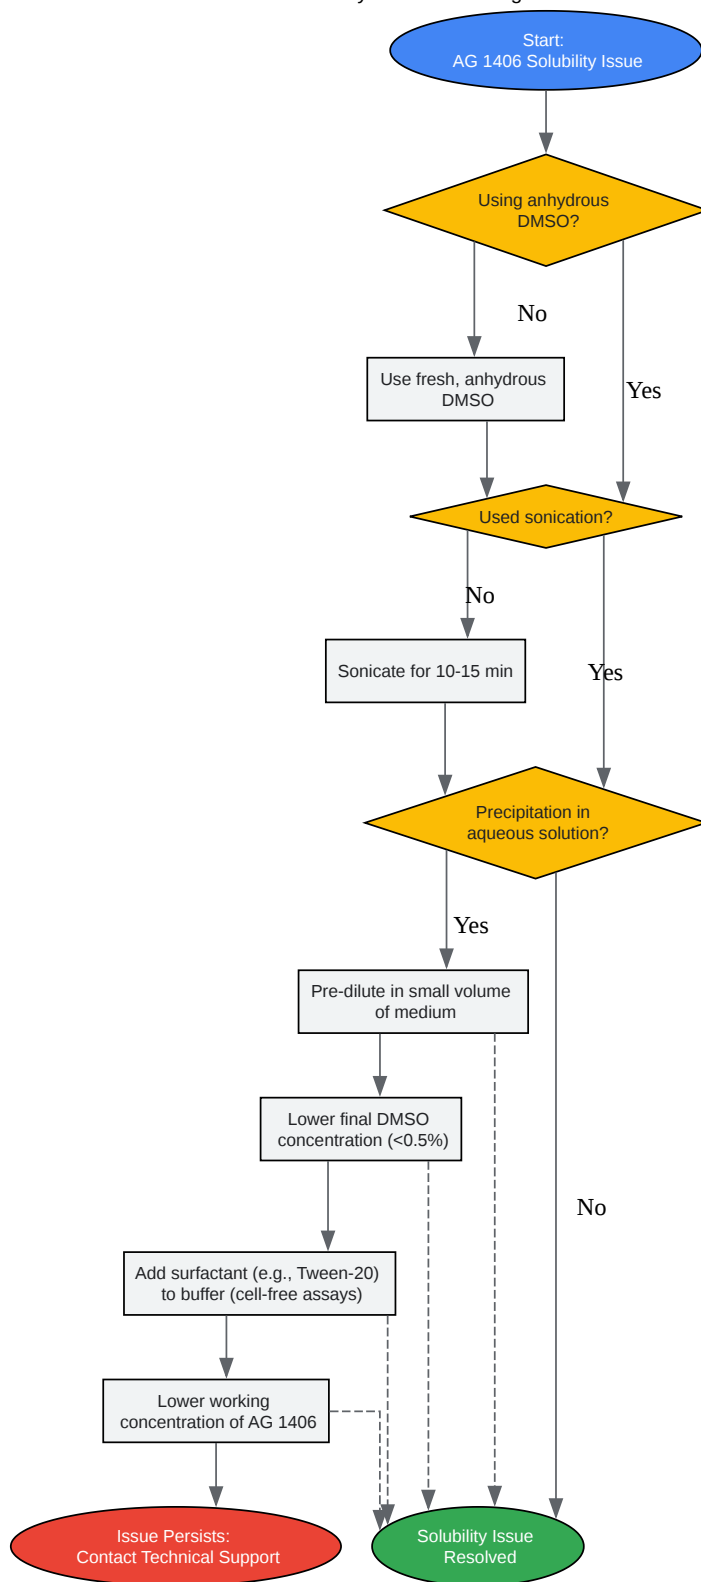 Start:
AG 1406 Solubility Issue
Using anhydrous
DMSO?
No
Use fresh, anhydrous
DMSO
Yes
Used sonication?
No
Sonicate for 10-15 min
Yes
Precipitation in
aqueous solution?
Yes
Pre-dilute in small volume
of medium
Lower final DMSO
concentration (<0.5%)
No
Add surfactant (e.g., Tween-20)
to buffer (cell-free assays)
Lower working
concentration of AG 1406
Issue Persists:
Contact Technical Support
Solubility Issue
Resolved